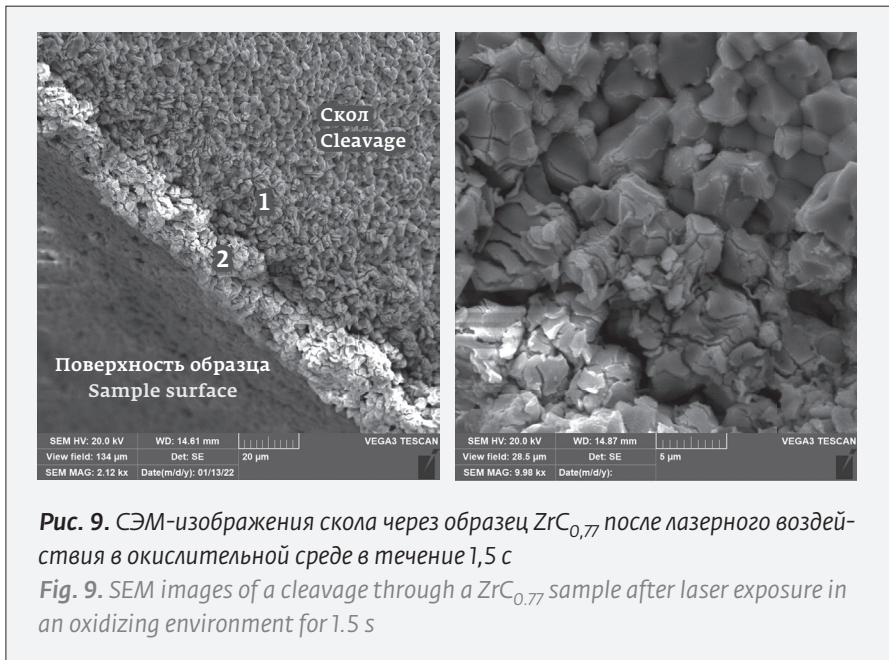 Скол
Cleavage
1
2
Поверхность образца
Sample surface
SEM HV: 20.0 kV WD: 14.61 mm VEGA3 TESCAN
View field: 134 µm Det: SE 20 µm
SEM MAG: 2.12 kx Date(m/d/y): 01/13/22
SEM HV: 20.0 kV WD: 14.87 mm VEGA3 TESCAN
View field: 28.5 µm Det: SE 5 µm
SEM MAG: 9.98 kx Date(m/d/y):
Рис. 9. СЭМ-изображения скола через образец ZrC0,77 после лазерного воздей-
ствия в окислительной среде в течение 1,5 с
Fig. 9. SEM images of a cleavage through a ZrC0.77 sample after laser exposure in
an oxidizing environment for 1.5 s